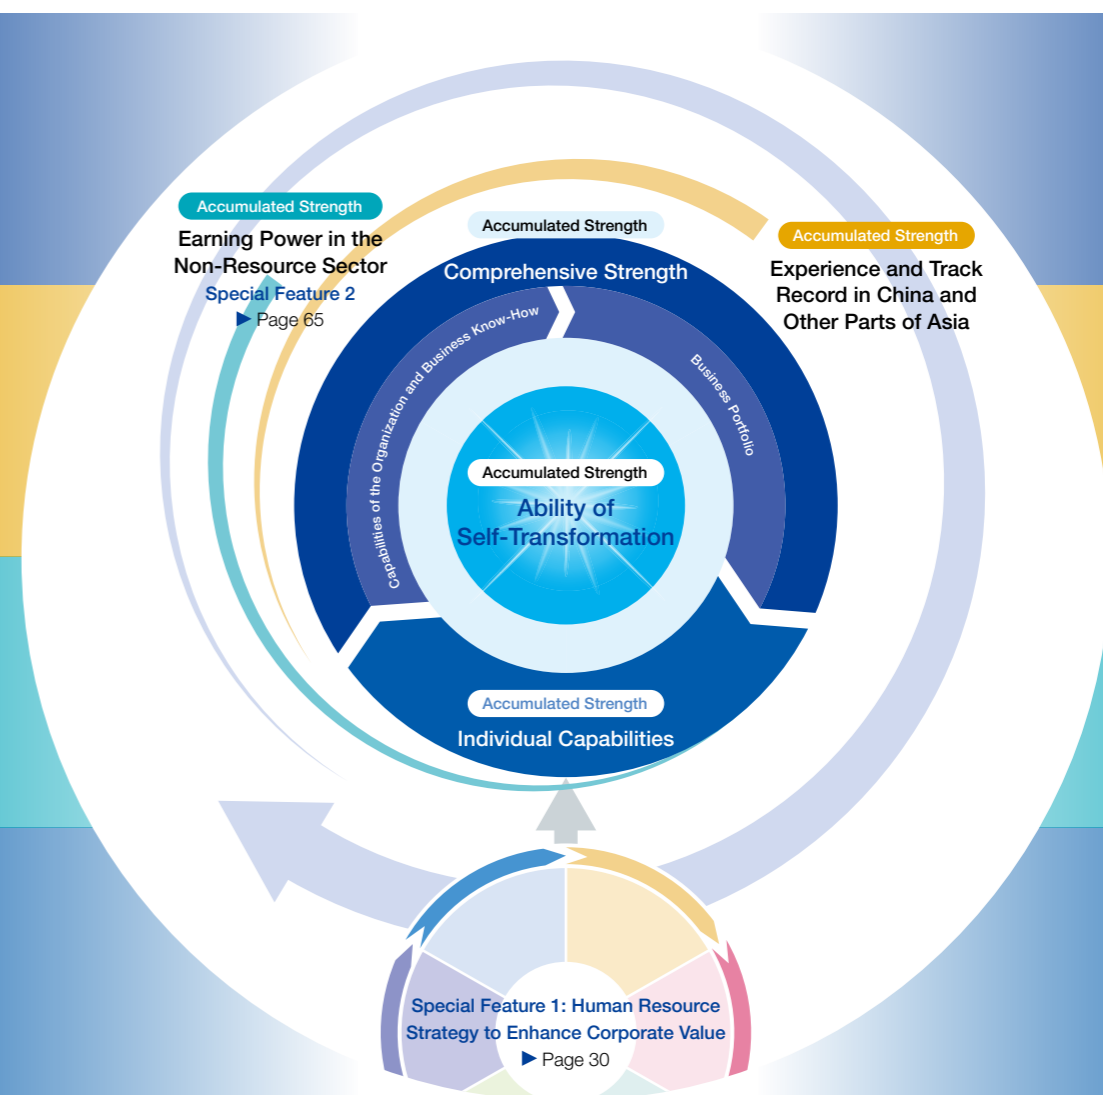 Accumulated Strength
Earning Power in the
Non-Resource Sector
Special Feature 2
▶ Page 65
Accumulated Strength
Comprehensive Strength
Capabilities of the Organization and Business Know-How
Business Portfolio
Accumulated Strength
Experience and Track
Record in China and
Other Parts of Asia
Accumulated Strength
Ability of
Self-Transformation
Accumulated Strength
Individual Capabilities
Special Feature 1: Human Resource
Strategy to Enhance Corporate Value
▶ Page 30